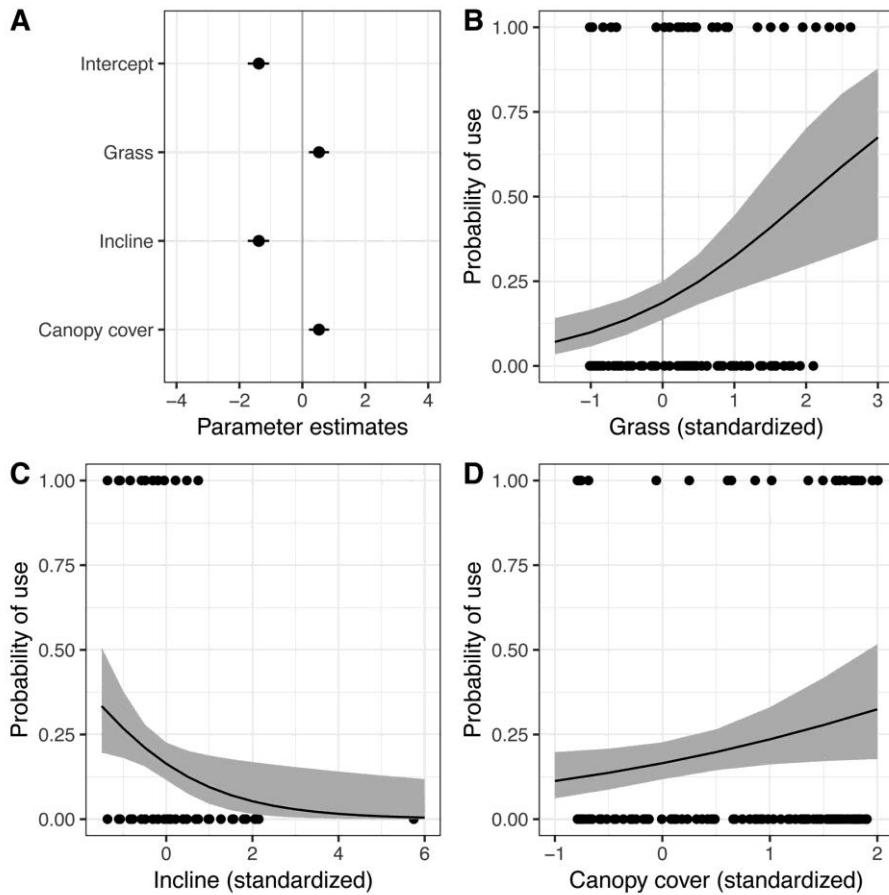 A
Intercept
Grass
Incline
Canopy cover
−4 −2 0 2 4
Parameter estimates
B
1.00
0.75
0.50
0.25
0.00
Probability of use
−1 0 1 2 3
Grass (standardized)
C
1.00
0.75
0.50
0.25
0.00
Probability of use
0 2 4 6
Incline (standardized)
D
1.00
0.75
0.50
0.25
0.00
Probability of use
−1 0 1 2
Canopy cover (standardized)